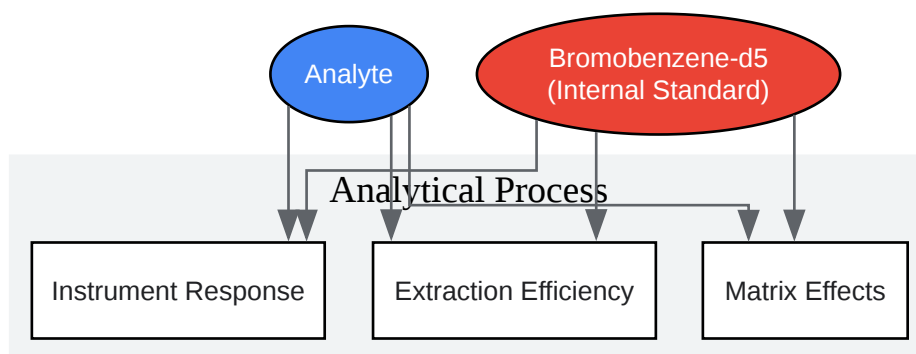 Analyte
Bromobenzene-d5
(Internal Standard)
Analytical Process
Instrument Response
Extraction Efficiency
Matrix Effects